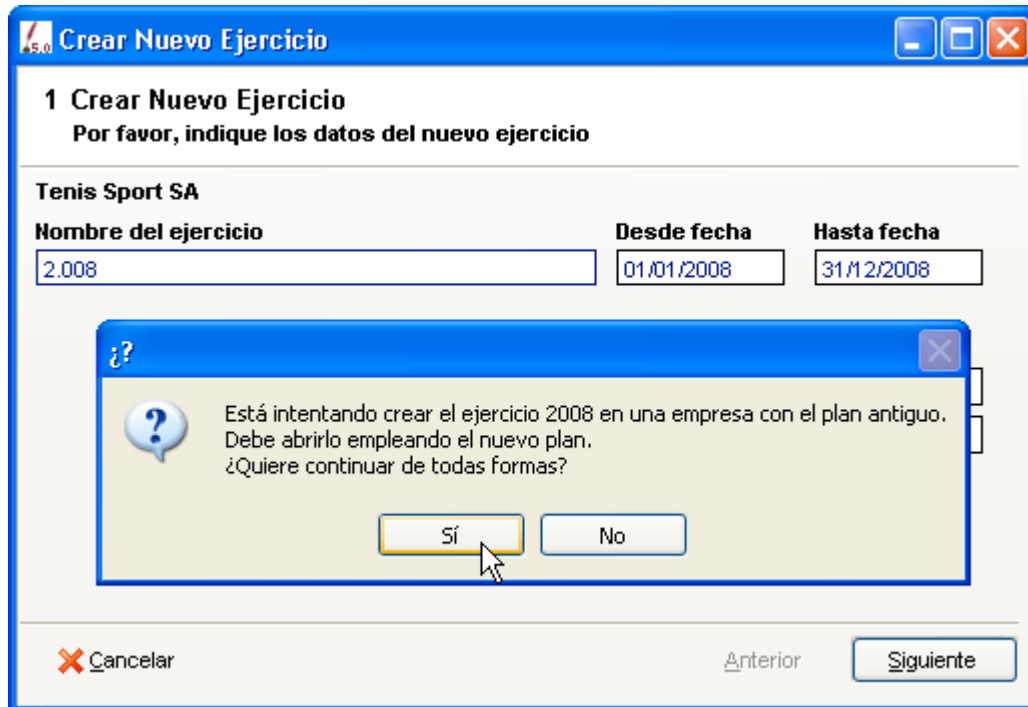 5.0 Crear Nuevo Ejercicio
1 Crear Nuevo Ejercicio
Por favor, indique los datos del nuevo ejercicio
Tenis Sport SA
Nombre del ejercicio Desde fecha Hasta fecha
2.008 01/01/2008 31/12/2008
¿?
Está intentando crear el ejercicio 2008 en una empresa con el plan antiguo.
Debe abrirlo empleando el nuevo plan.
¿Quiere continuar de todas formas?
Sí No
Cancelar Anterior Siguiente